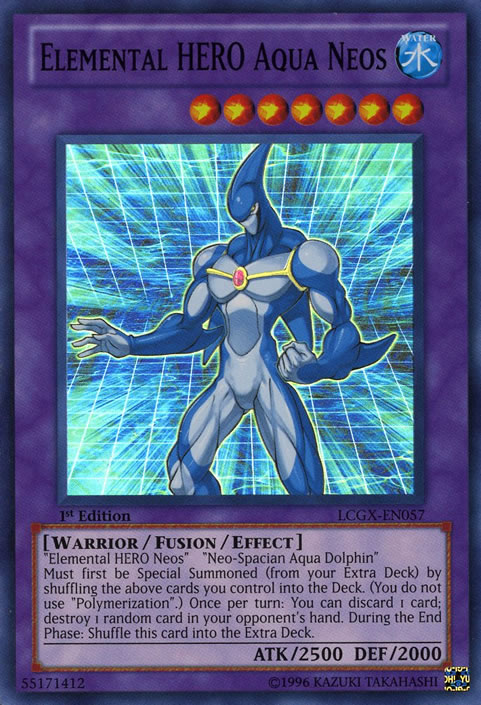 ELEMENTAL HERO AQUA NEOS
WATER
水
1st Edition
LCGX-EN057
[WARRIOR / FUSION / EFFECT]
"Elemental HERO Neos" "Neo-Spacian Aqua Dolphin"
Must first be Special Summoned (from your Extra Deck) by
shuffling the above cards you control into the Deck. (You do not
use "Polymerization".) Once per turn: You can discard 1 card;
destroy 1 random card in your opponent's hand. During the End
Phase: Shuffle this card into the Extra Deck.
ATK/2500 DEF/2000
55171412
©1996 KAZUKI TAKAHASHI